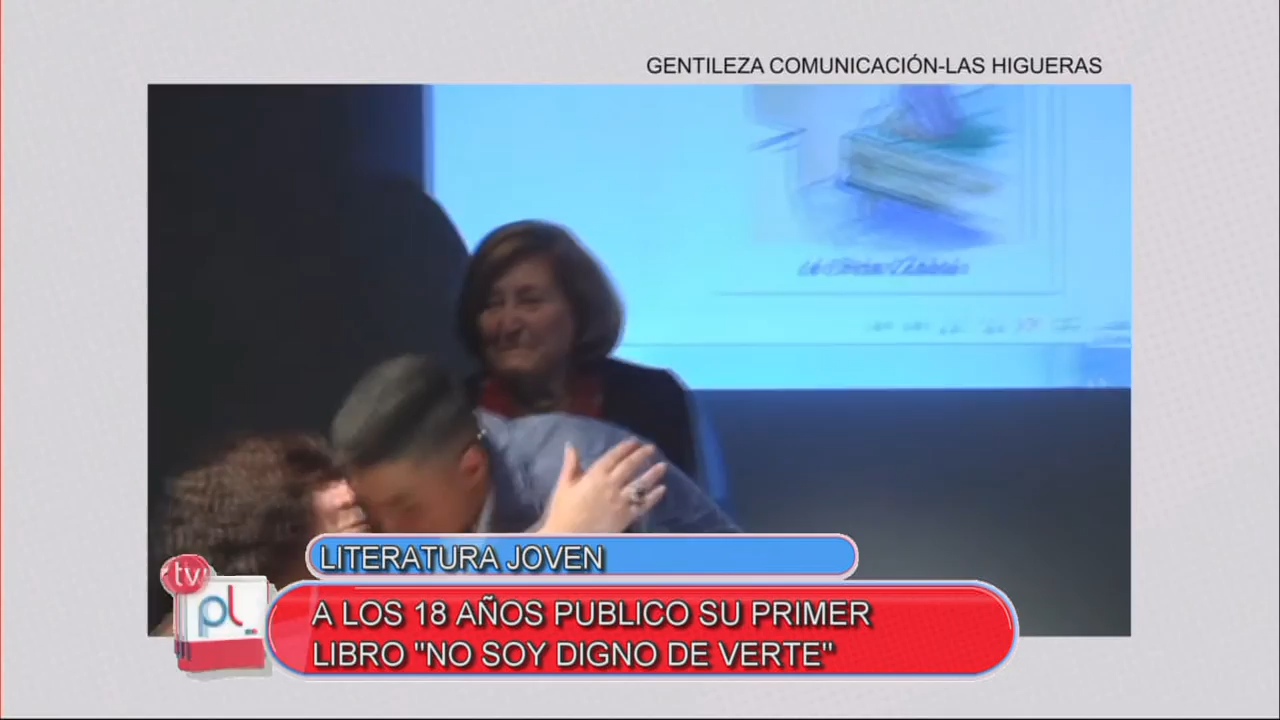 GENTILEZA COMUNICACIÓN-LAS HIGUERAS
LITERATURA JOVEN
tv
pl...
A LOS 18 AÑOS PUBLICO SU PRIMER
LIBRO "NO SOY DIGNO DE VERTE"